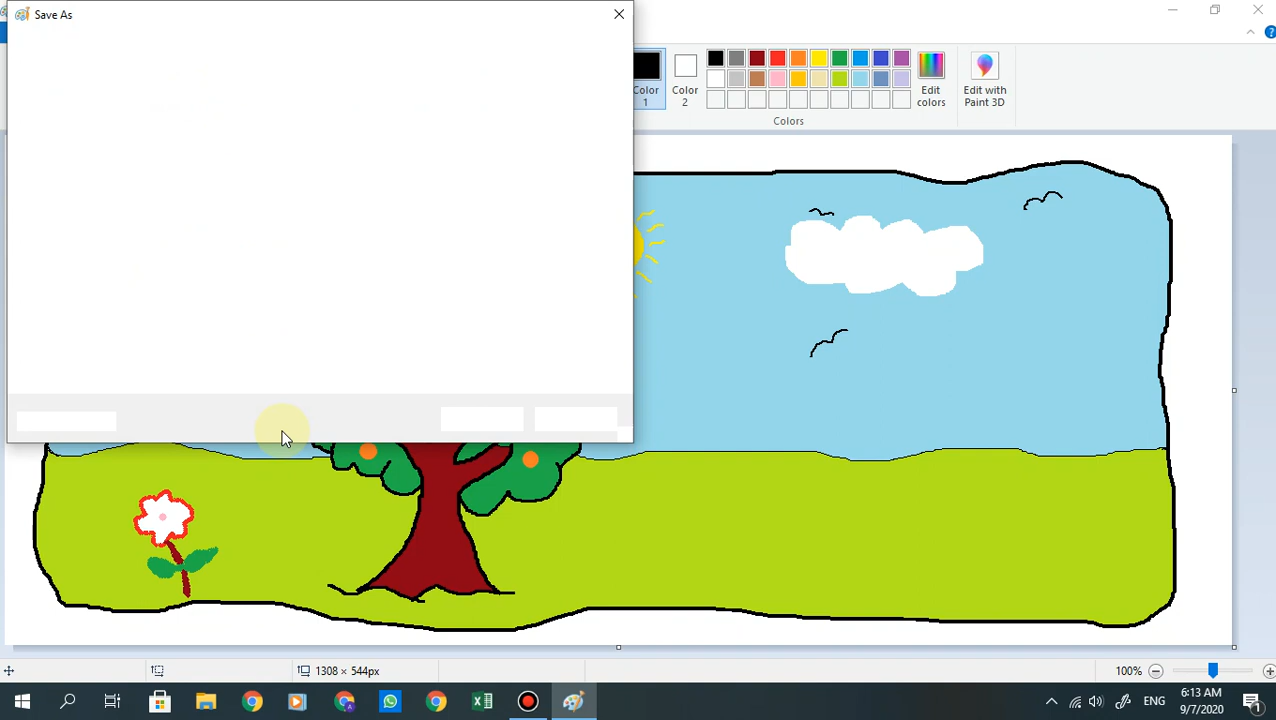 Save As
Color
1
Color
2
Edit
colors
Edit with
Paint 3D
Colors
1308 × 544px
100%
ENG
6:13 AM
9/7/2020
1